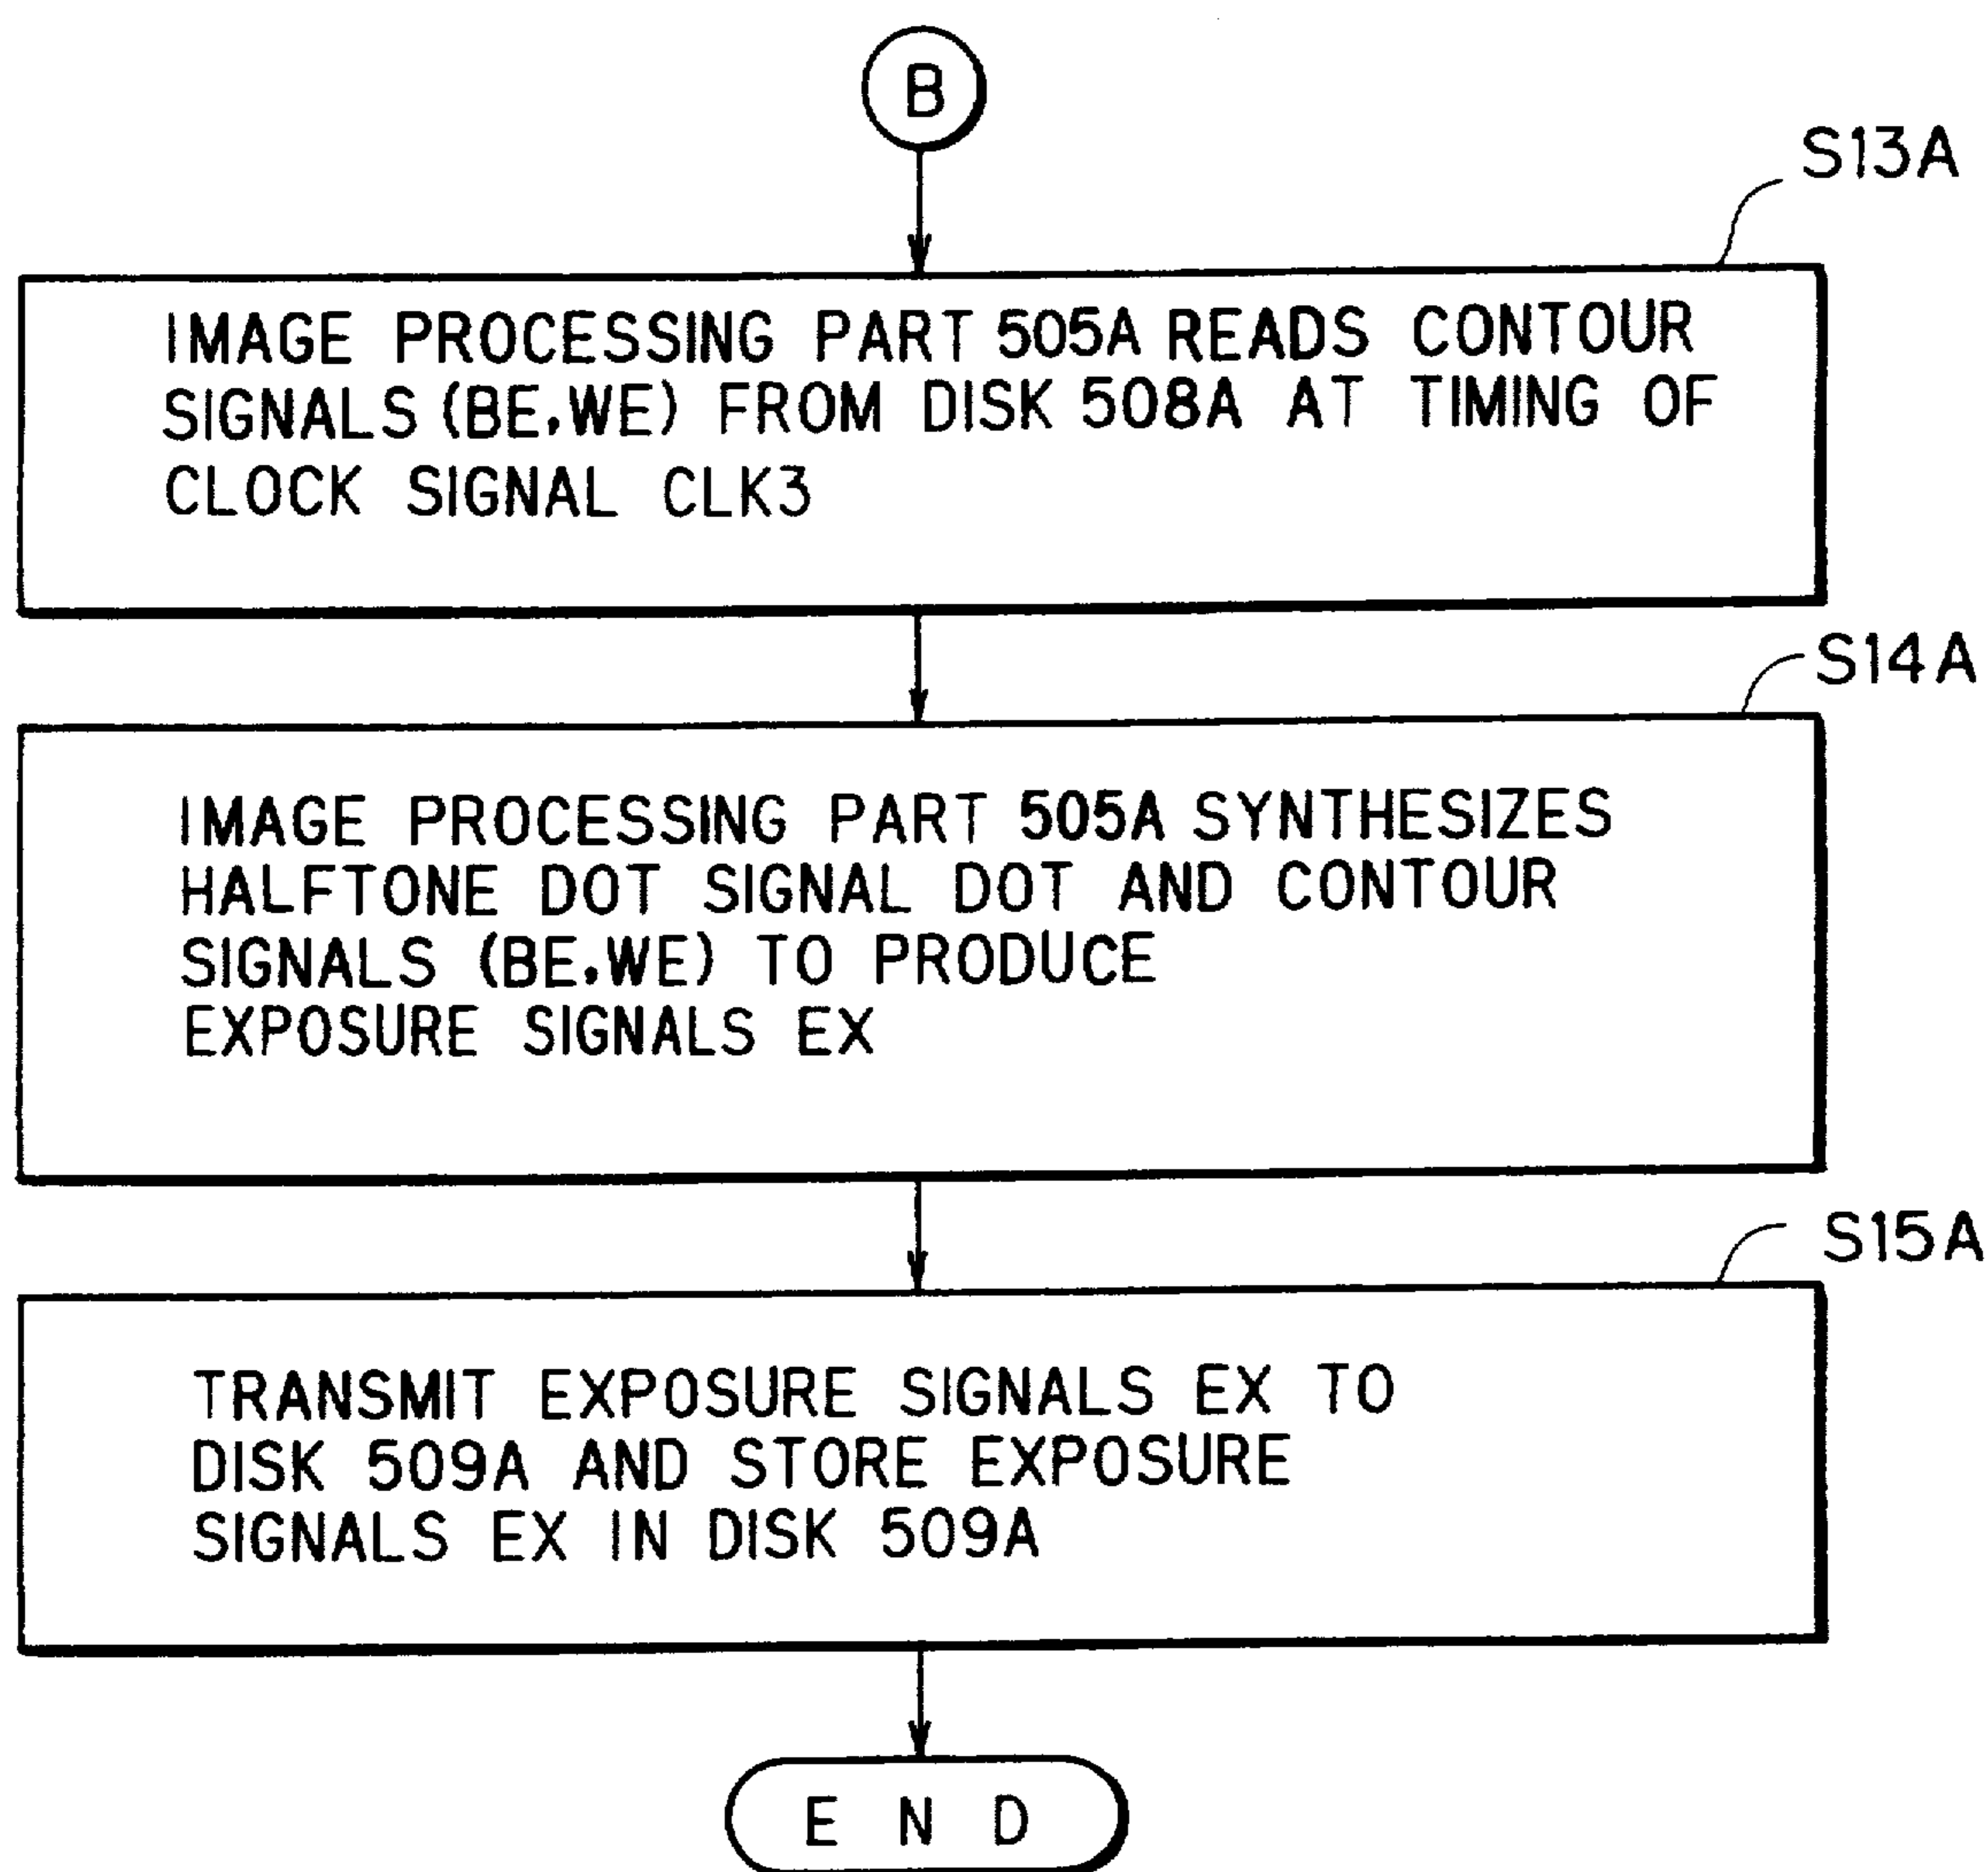 B
S13A
IMAGE PROCESSING PART 505A READS CONTOUR
SIGNALS (BE,WE) FROM DISK 508A AT TIMING OF
CLOCK SIGNAL CLK3
S14A
IMAGE PROCESSING PART 505A SYNTHESIZES
HALFTONE DOT SIGNAL DOT AND CONTOUR
SIGNALS (BE,WE) TO PRODUCE
EXPOSURE SIGNALS EX
S15A
TRANSMIT EXPOSURE SIGNALS EX TO
DISK 509A AND STORE EXPOSURE
SIGNALS EX IN DISK 509A
END